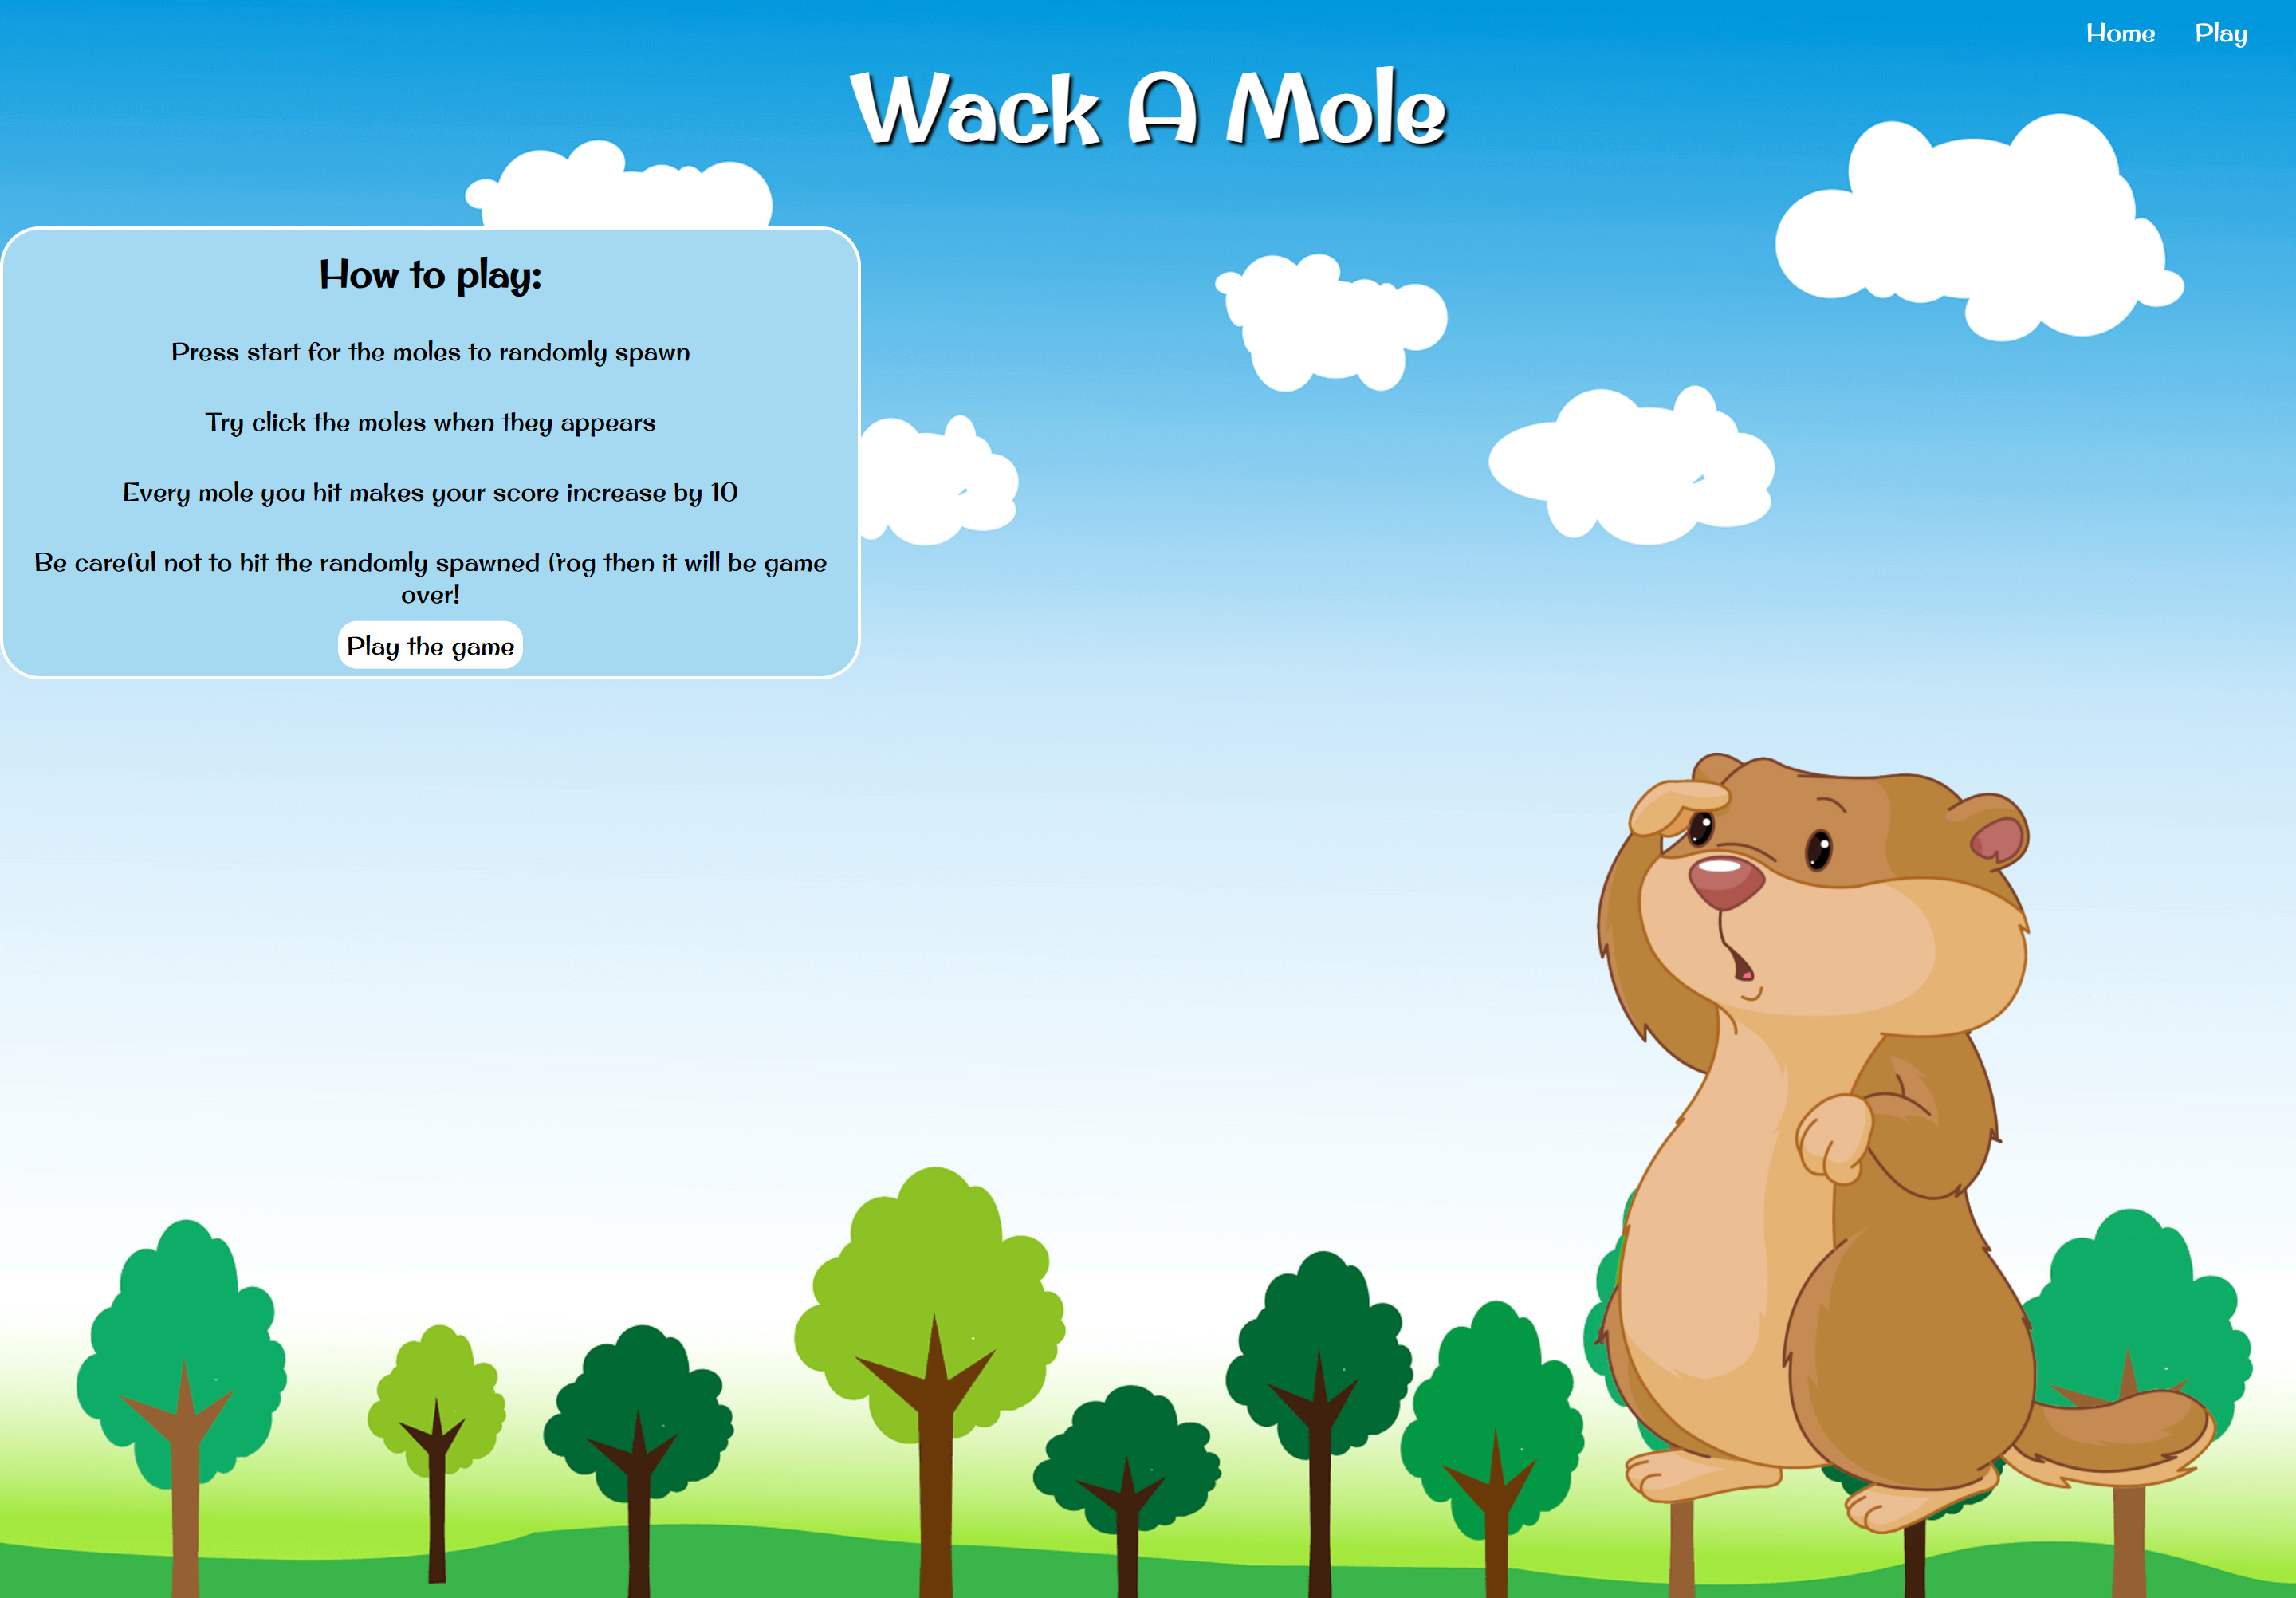 Home Play
Wack A Mole
How to play:
Press start for the moles to randomly spawn
Try click the moles when they appears
Every mole you hit makes your score increase by 10
Be careful not to hit the randomly spawned frog then it will be game
over!
Play the game